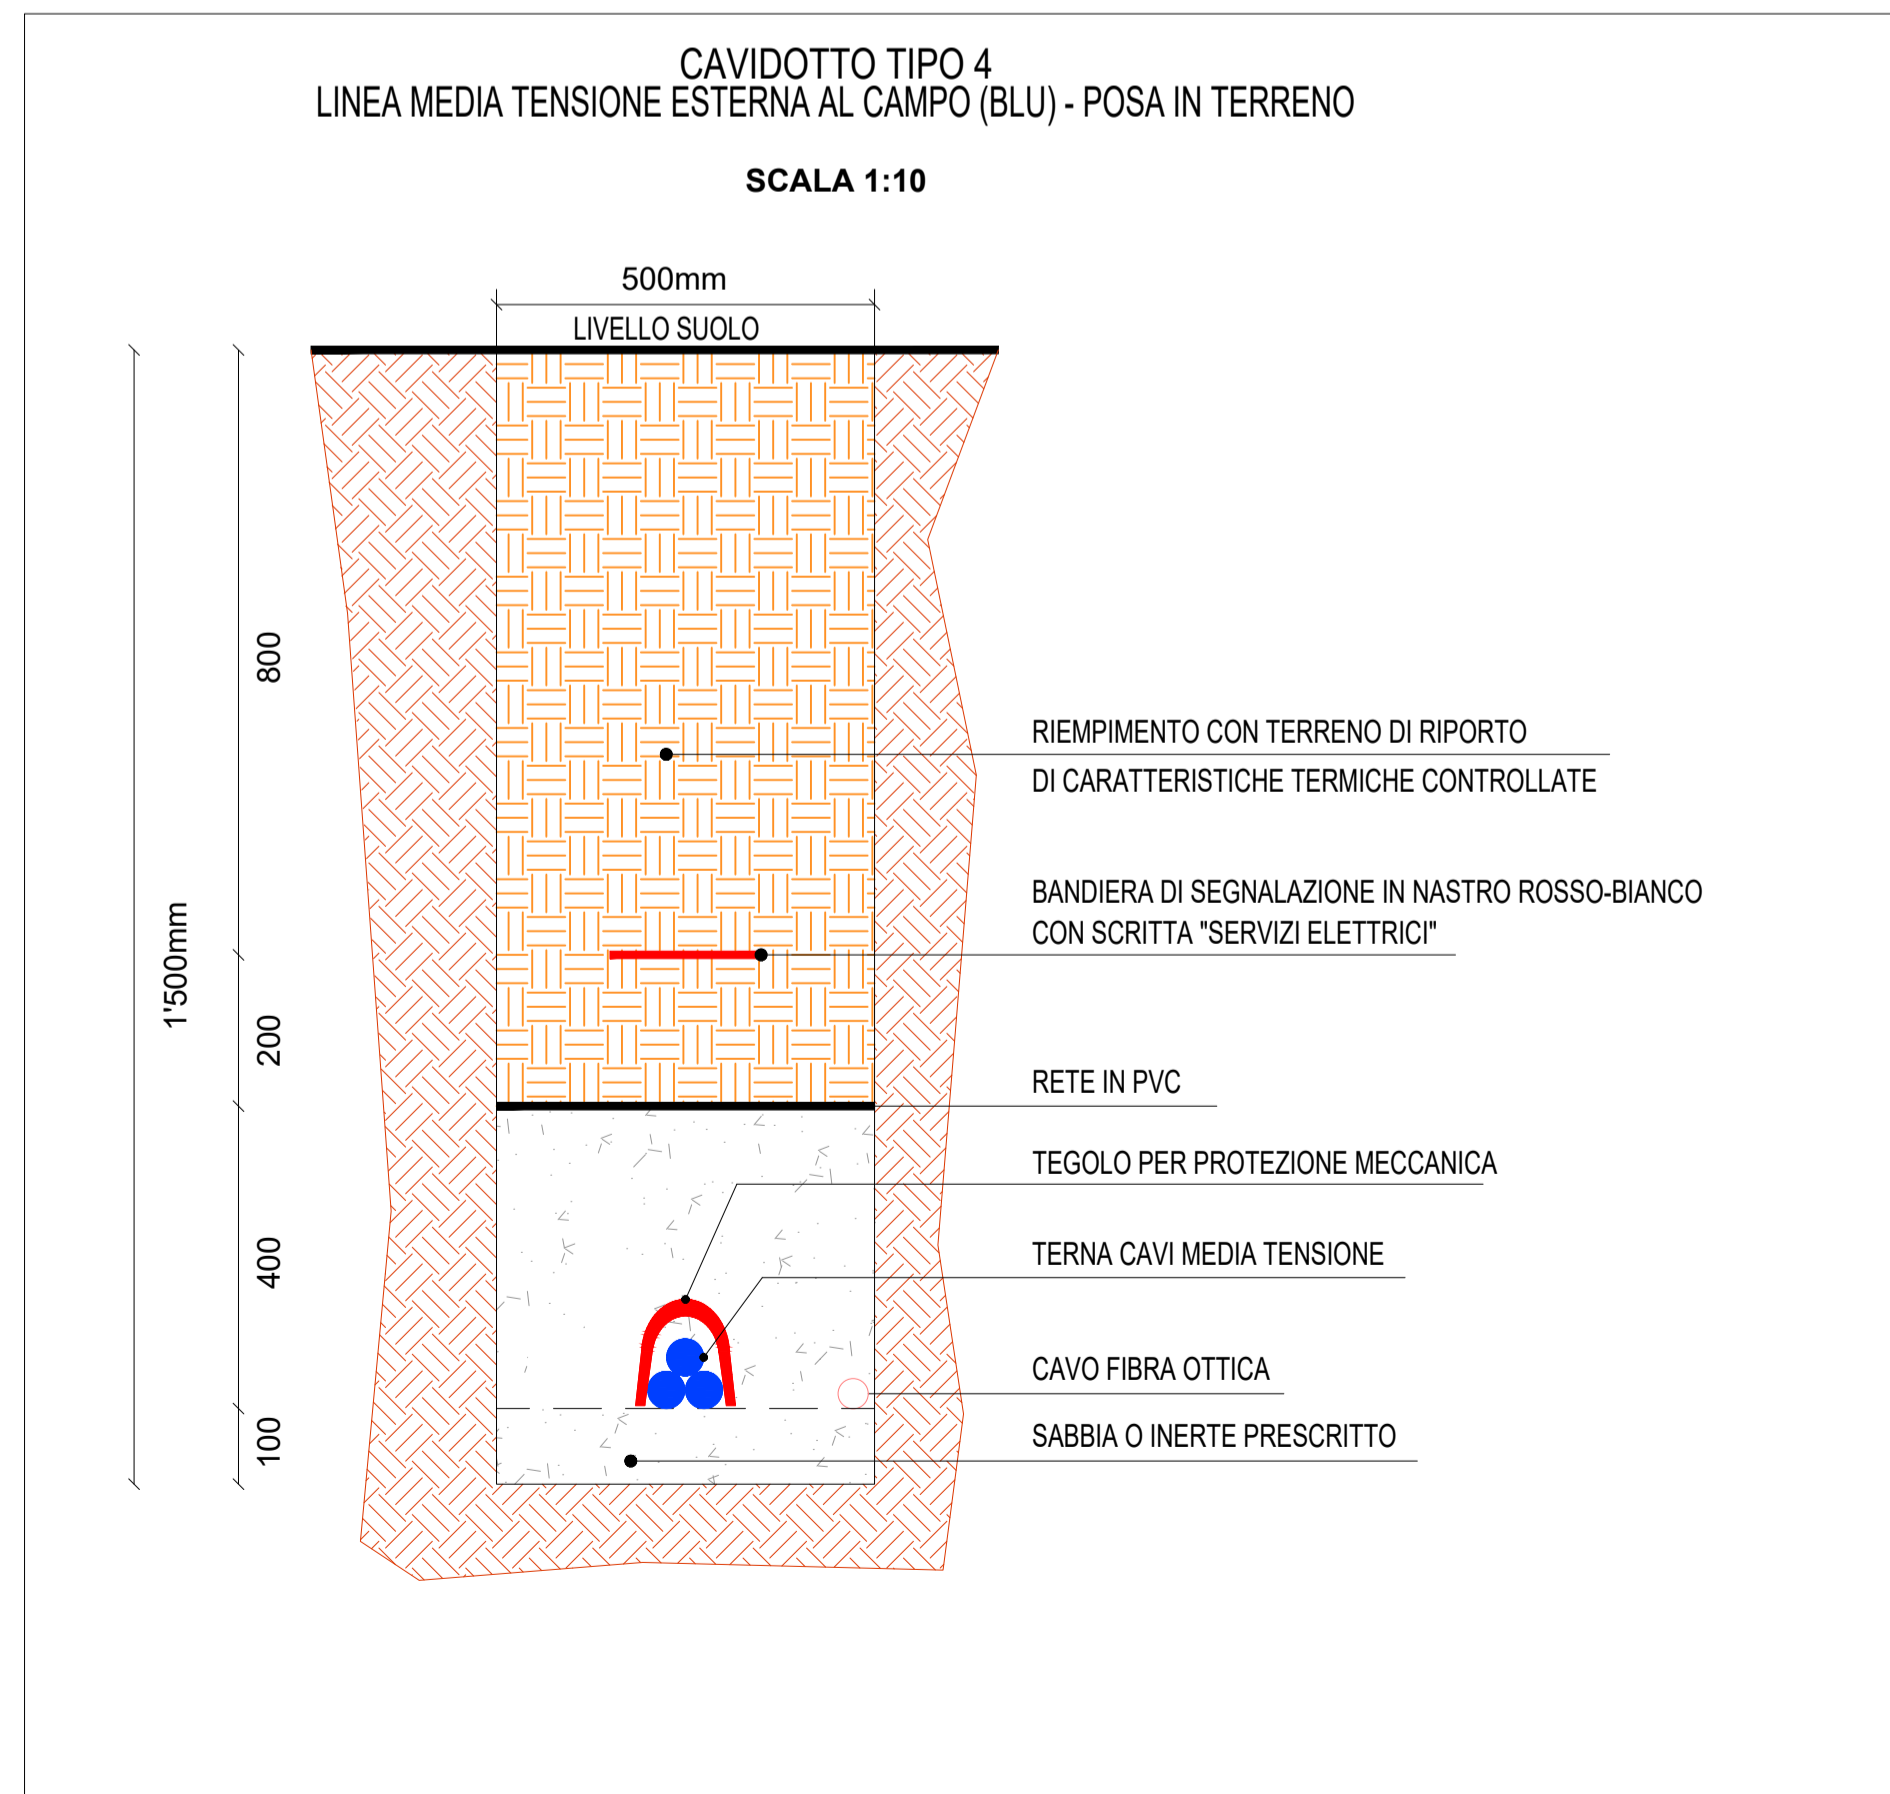 CAVIDOTTO TIPO 4
LINEA MEDIA TENSIONE ESTERNA AL CAMPO (BLU) - POSA IN TERRENO
SCALA 1:10
500mm
LIVELLO SUOLO
800
RIEMPIMENTO CON TERRENO DI RIPORTO
DI CARATTERISTICHE TERMICHE CONTROLLATE
BANDIERA DI SEGNALAZIONE IN NASTRO ROSSO-BIANCO
CON SCRITTA "SERVIZI ELETTRICI"
1'500mm
200
RETE IN PVC
TEGOLO PER PROTEZIONE MECCANICA
400
TERNA CAVI MEDIA TENSIONE
CAVO FIBRA OTTICA
100
SABBIA O INERTE PRESCRITTO